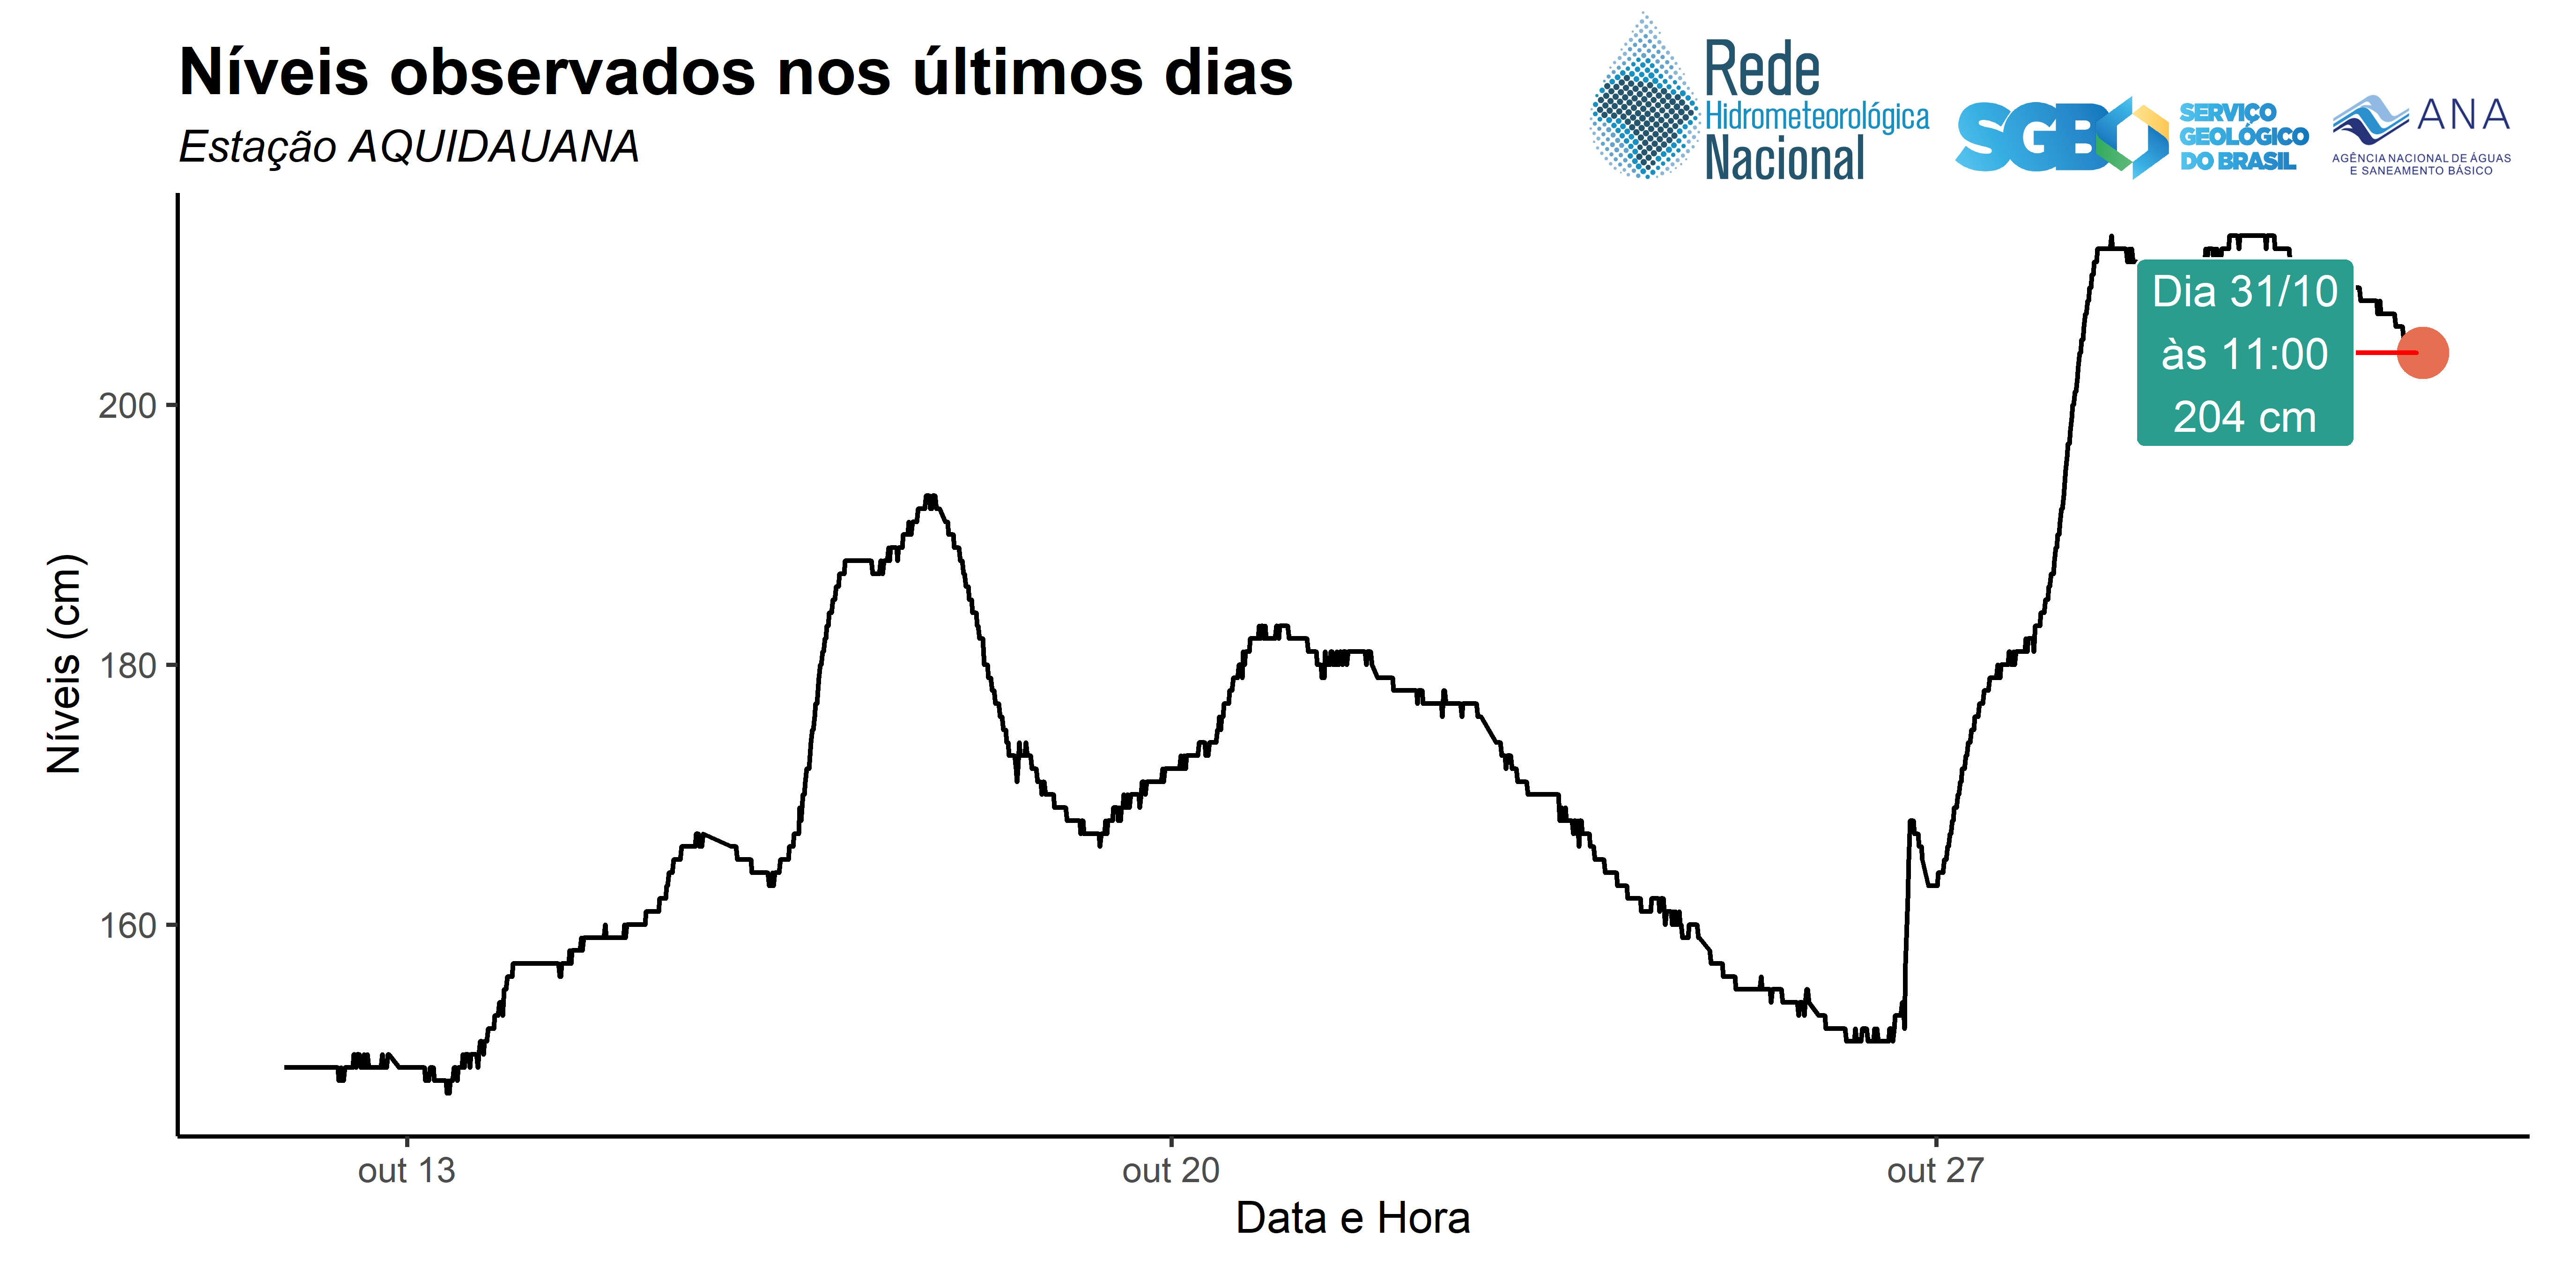 Níveis observados nos últimos dias
Estação AQUIDAUANA
Rede
Hidrometeorológica
Nacional
SGB
SERVIÇO
GEOLÓGICO
DO BRASIL
ANA
AGÊNCIA NACIONAL DE ÁGUAS
E SANEAMENTO BÁSICO
Dia 31/10
às 11:00
204 cm
Níveis (cm)
200
180
160
out 13
out 20
out 27
Data e Hora